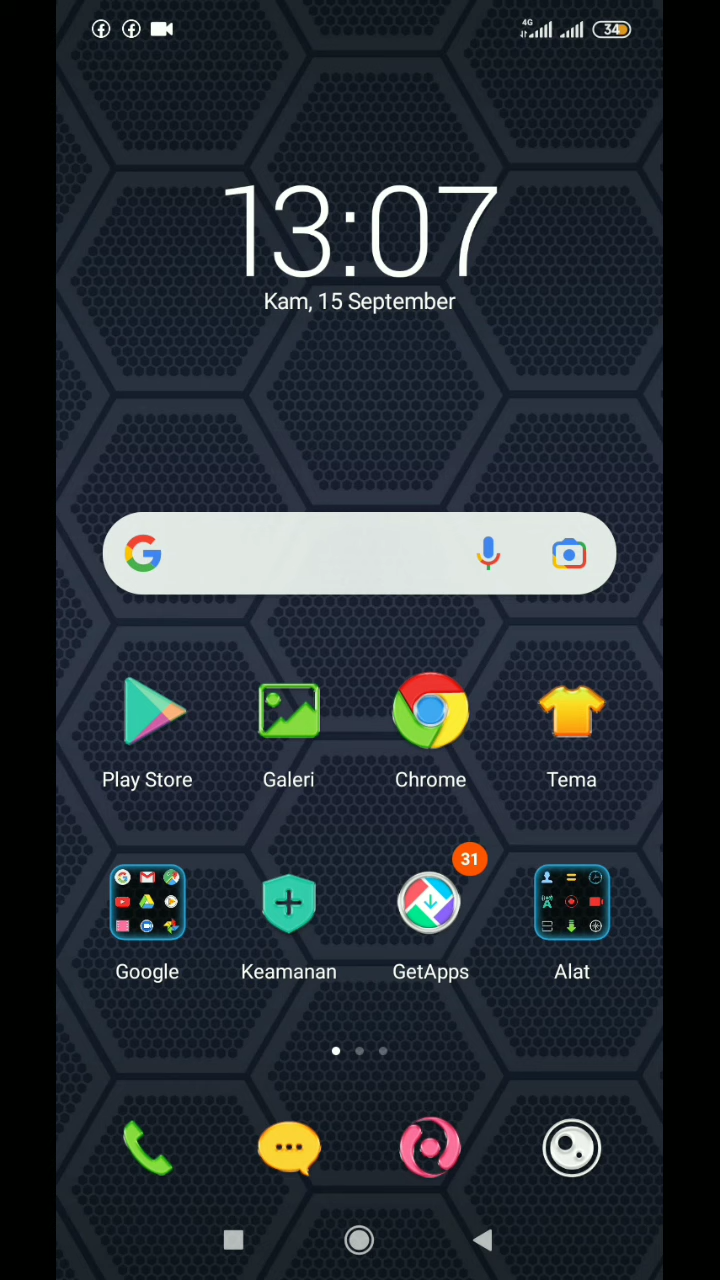 4G
34
13:07
Kam, 15 September
Play Store
Galeri
Chrome
Tema
31
Google
Keamanan
GetApps
Alat